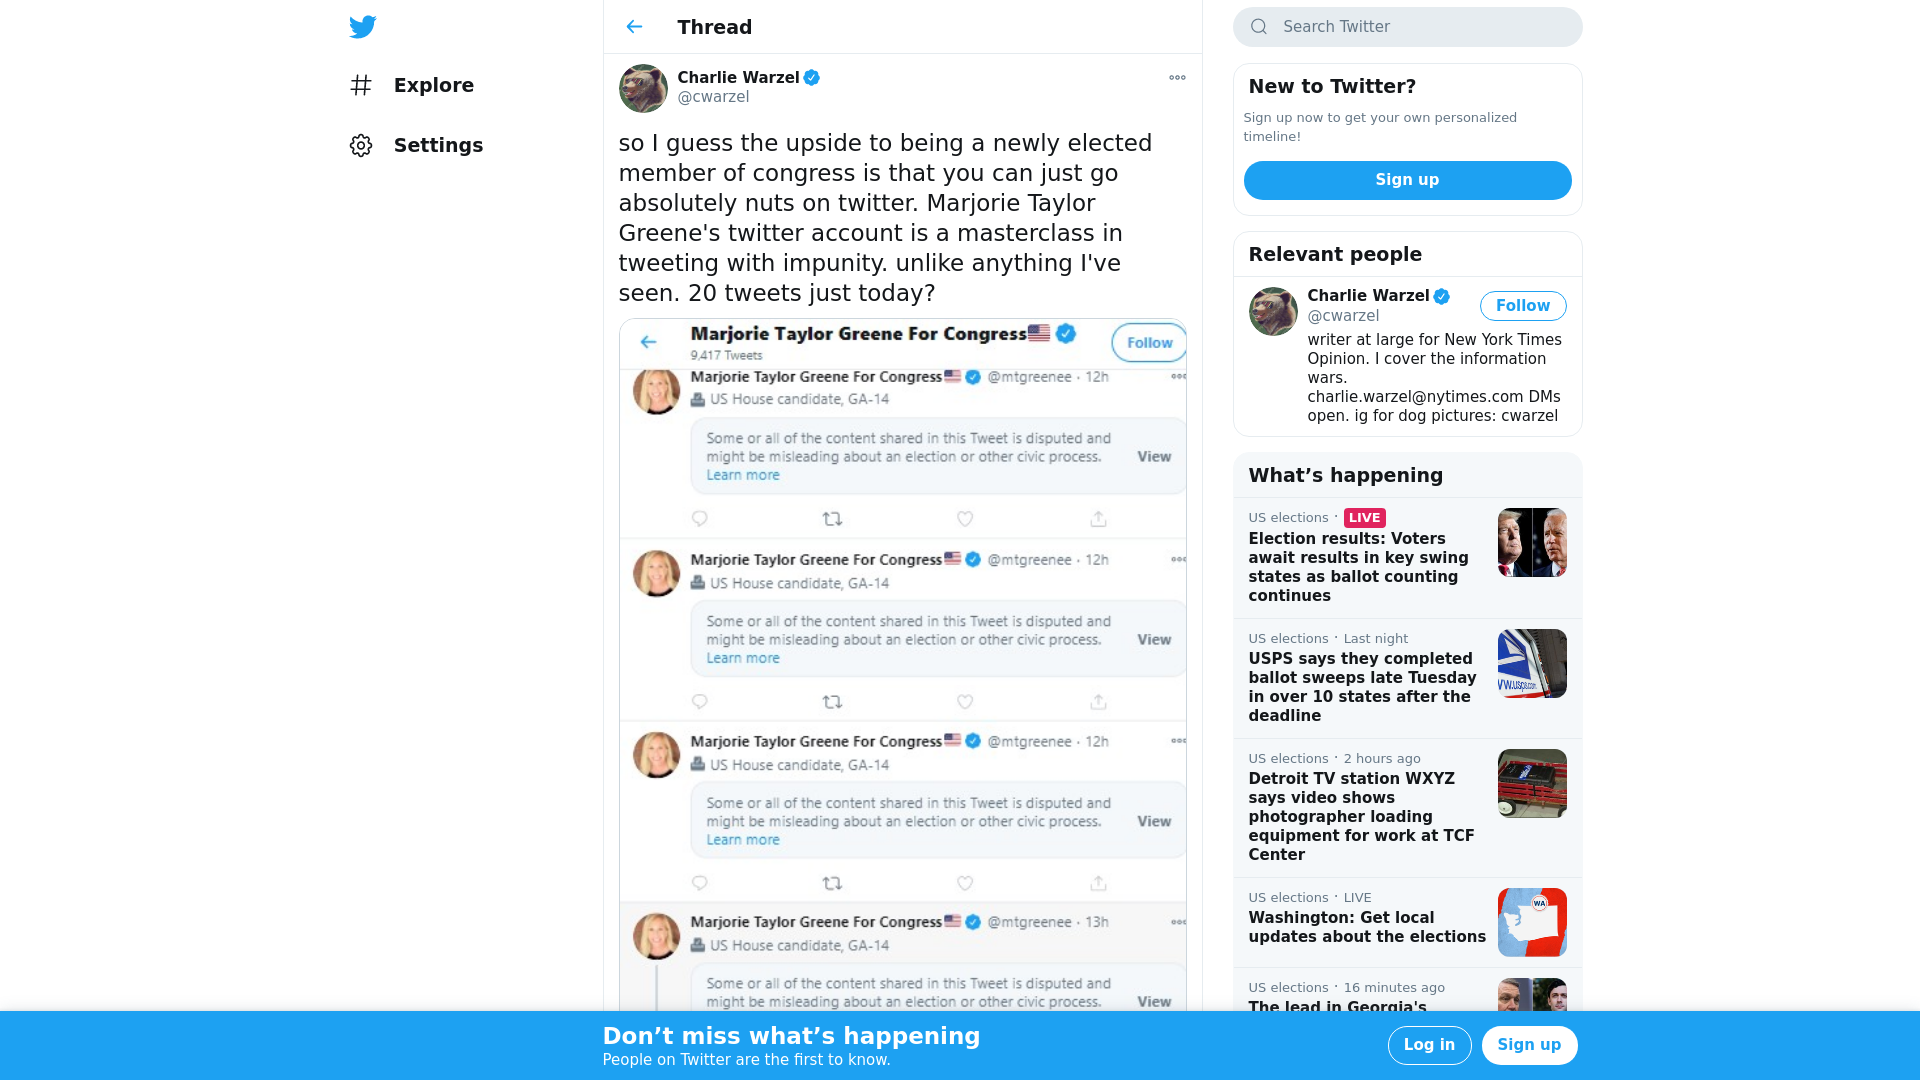 Explore
Settings
Thread
Charlie Warzel
@cwarzel
so I guess the upside to being a newly elected
member of congress is that you can just go
absolutely nuts on twitter. Marjorie Taylor
Greene's twitter account is a masterclass in
tweeting with impunity. unlike anything I've
seen. 20 tweets just today?
Marjorie Taylor Greene For Congress
9,417 Tweets
Follow
Marjorie Taylor Greene For Congress @mtgreenee · 12h
US House candidate, GA-14
Some or all of the content shared in this Tweet is disputed and
might be misleading about an election or other civic process.
Learn more
View
Marjorie Taylor Greene For Congress @mtgreenee · 12h
US House candidate, GA-14
Some or all of the content shared in this Tweet is disputed and
might be misleading about an election or other civic process.
Learn more
View
Marjorie Taylor Greene For Congress @mtgreenee · 12h
US House candidate, GA-14
Some or all of the content shared in this Tweet is disputed and
might be misleading about an election or other civic process.
Learn more
View
Marjorie Taylor Greene For Congress @mtgreenee · 13h
US House candidate, GA-14
Some or all of the content shared in this Tweet is disputed and
might be misleading about an election or other civic process.
View
Search Twitter
New to Twitter?
Sign up now to get your own personalized
timeline!
Sign up
Relevant people
Charlie Warzel
@cwarzel
Follow
writer at large for New York Times
Opinion. I cover the information
wars.
charlie.warzel@nytimes.com DMs
open. ig for dog pictures: cwarzel
What's happening
US elections · LIVE
Election results: Voters
await results in key swing
states as ballot counting
continues
US elections · Last night
USPS says they completed
ballot sweeps late Tuesday
in over 10 states after the
deadline
US elections · 2 hours ago
Detroit TV station WXYZ
says video shows
photographer loading
equipment for work at TCF
Center
US elections · LIVE
Washington: Get local
updates about the elections
WA
US elections · 16 minutes ago
The lead in Georgia's
Don't miss what's happening
People on Twitter are the first to know.
Log in
Sign up